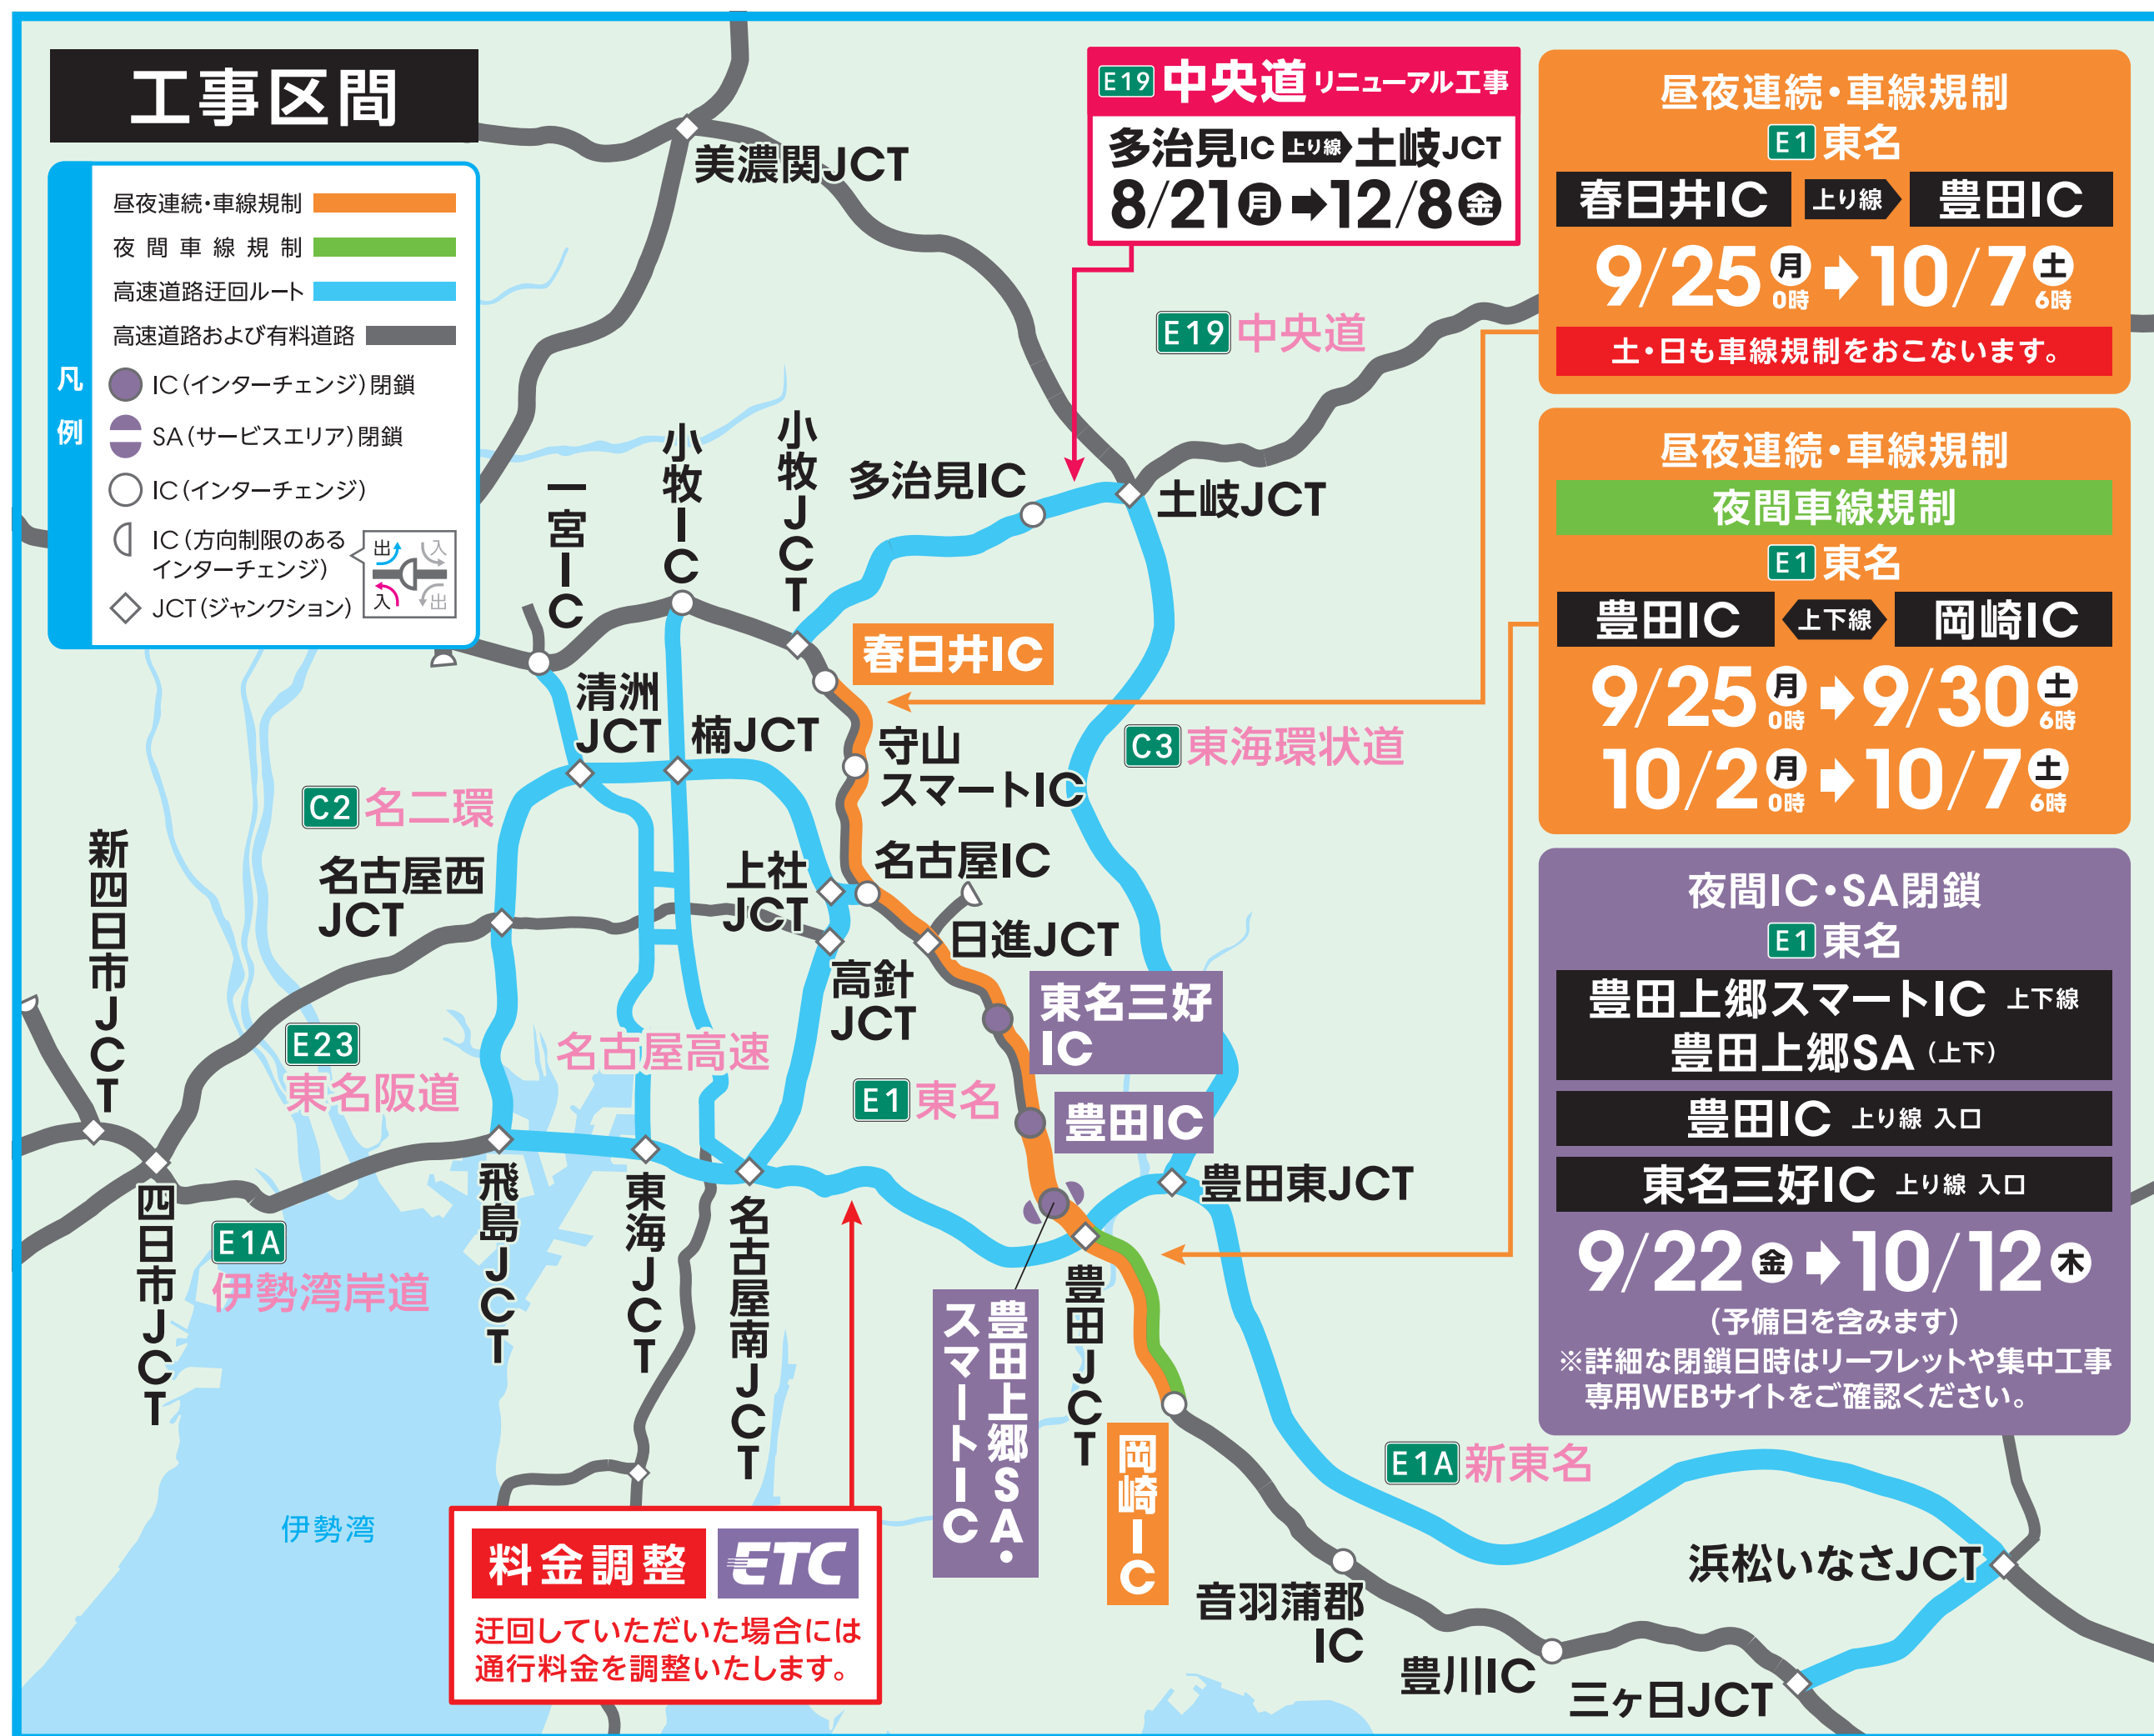 工事区間
凡例
昼夜連続・車線規制
夜間車線規制
高速道路迂回ルート
高速道路および有料道路
IC（インターチェンジ）閉鎖
SA（サービスエリア）閉鎖
IC（インターチェンジ）
IC（方向制限のある
インターチェンジ）
出 入
入 出
JCT（ジャンクション）
E19 中央道 リニューアル工事
多治見IC 上り線 土岐JCT
8/21月➡12/8金
昼夜連続・車線規制
E1 東名
春日井IC 上り線 豊田IC
9/25月0時➡10/7土6時
土・日も車線規制をおこないます。
昼夜連続・車線規制
夜間車線規制
E1 東名
豊田IC 上下線 岡崎IC
9/25月0時➡9/30土6時
10/2月0時➡10/7土6時
夜間IC・SA閉鎖
E1 東名
豊田上郷スマートIC 上下線
豊田上郷SA（上下）
豊田IC 上り線 入口
東名三好IC 上り線 入口
9/22金➡10/12木
（予備日を含みます）
※詳細な閉鎖日時はリーフレットや集中工事
専用WEBサイトをご確認ください。
美濃関JCT
E19 中央道
一宮IC
小牧IC
小牧JCT
多治見IC
土岐JCT
春日井IC
清洲
JCT
楠JCT
守山
スマートIC
C3 東海環状道
C2 名二環
新四日市JCT
名古屋西
JCT
上社
JCT
名古屋IC
日進JCT
高針
JCT
東名三好
IC
E23
東名阪道
名古屋高速
E1 東名
豊田IC
豊田東JCT
E1A
伊勢湾岸道
四日市JCT
飛島JCT
東海JCT
名古屋南JCT
豊田上郷SA・
スマートIC
豊田JCT
岡崎IC
E1A 新東名
伊勢湾
料金調整 ETC
迂回していただいた場合には
通行料金を調整いたします。
音羽蒲郡
IC
豊川IC
三ヶ日JCT
浜松いなさJCT